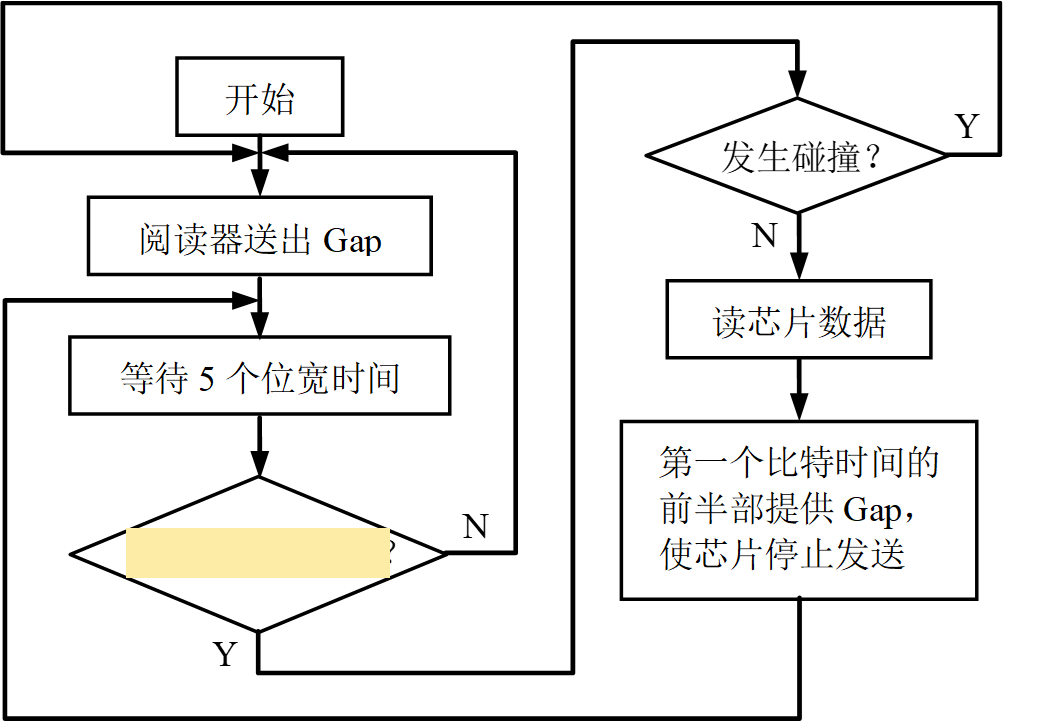 开始
阅读器送出 Gap
等待 5 个位宽时间
?
N
Y
发生碰撞?
Y
N
读芯片数据
第一个比特时间的
前半部提供 Gap,
使芯片停止发送